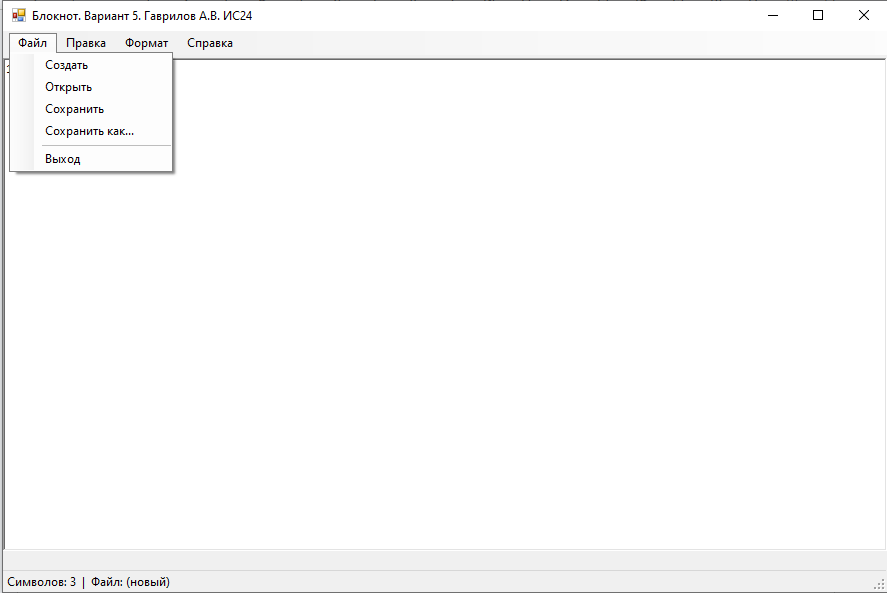 Блокнот. Вариант 5. Гаврилов А.В. ИС24
Файл Правка Формат Справка
Создать
Открыть
Сохранить
Сохранить как...
Выход
Символов: 3 | Файл: (новый)